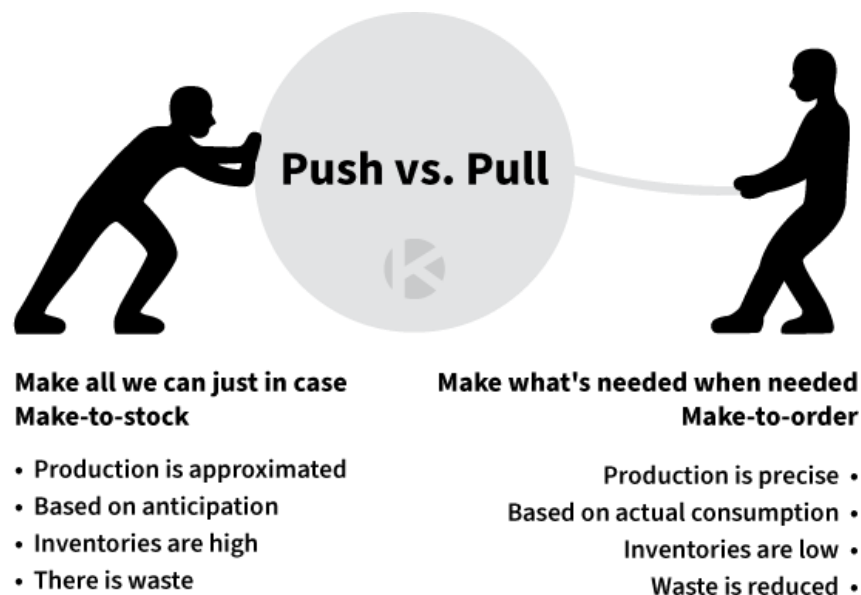 Push vs. Pull
Make all we can just in case
Make-to-stock
• Production is approximated
• Based on anticipation
• Inventories are high
• There is waste
Make what's needed when needed
Make-to-order
Production is precise •
Based on actual consumption •
Inventories are low •
Waste is reduced •